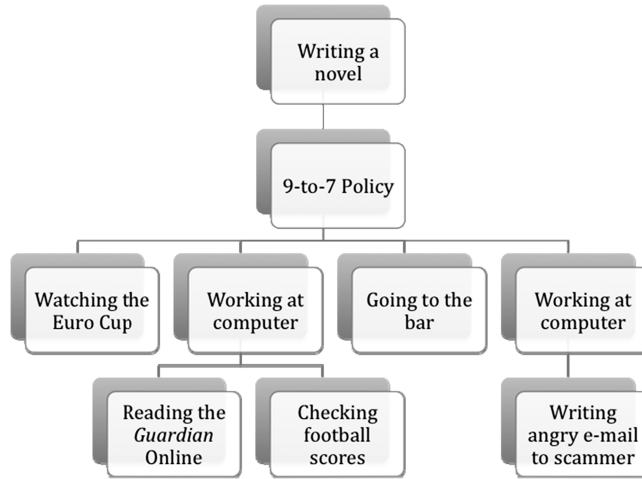 Writing a
novel
9-to-7 Policy
Watching the
Euro Cup
Working at
computer
Going to the
bar
Working at
computer
Reading the
Guardian
Online
Checking
football
scores
Writing
angry e-mail
to scammer